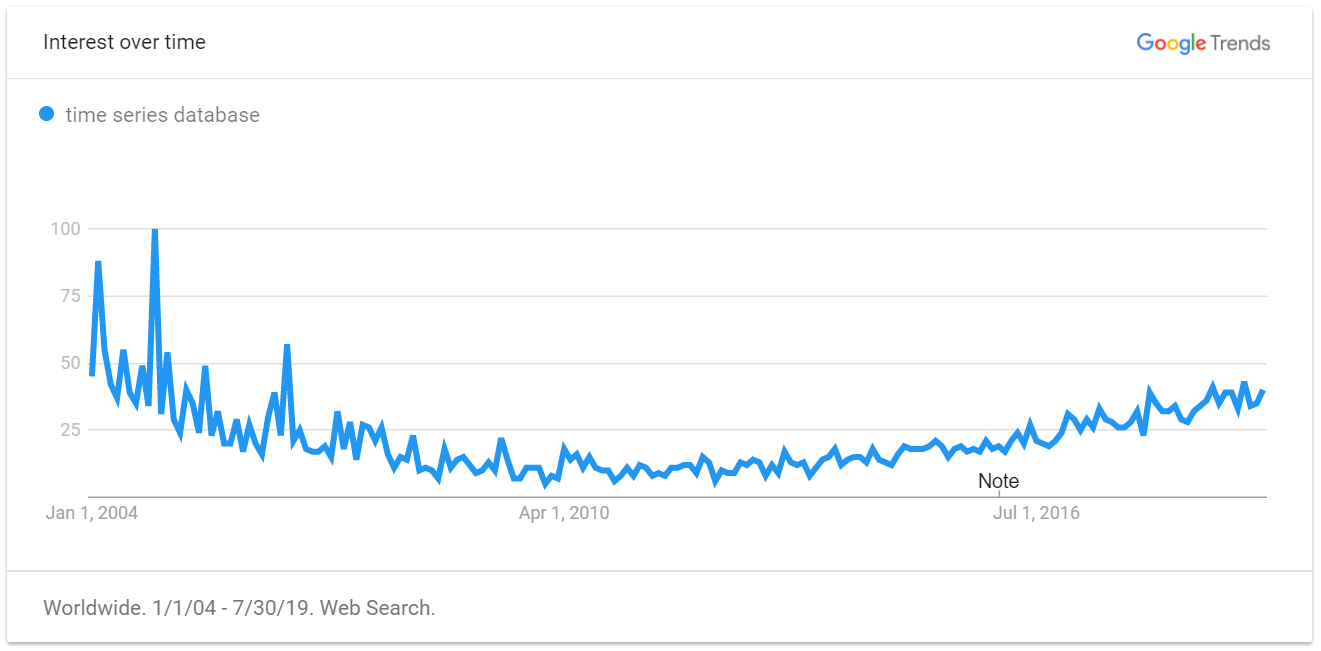 Interest over time
Google Trends
time series database
100
75
50
25
Note
Jan 1, 2004
Apr 1, 2010
Jul 1, 2016
Worldwide. 1/1/04 - 7/30/19. Web Search.